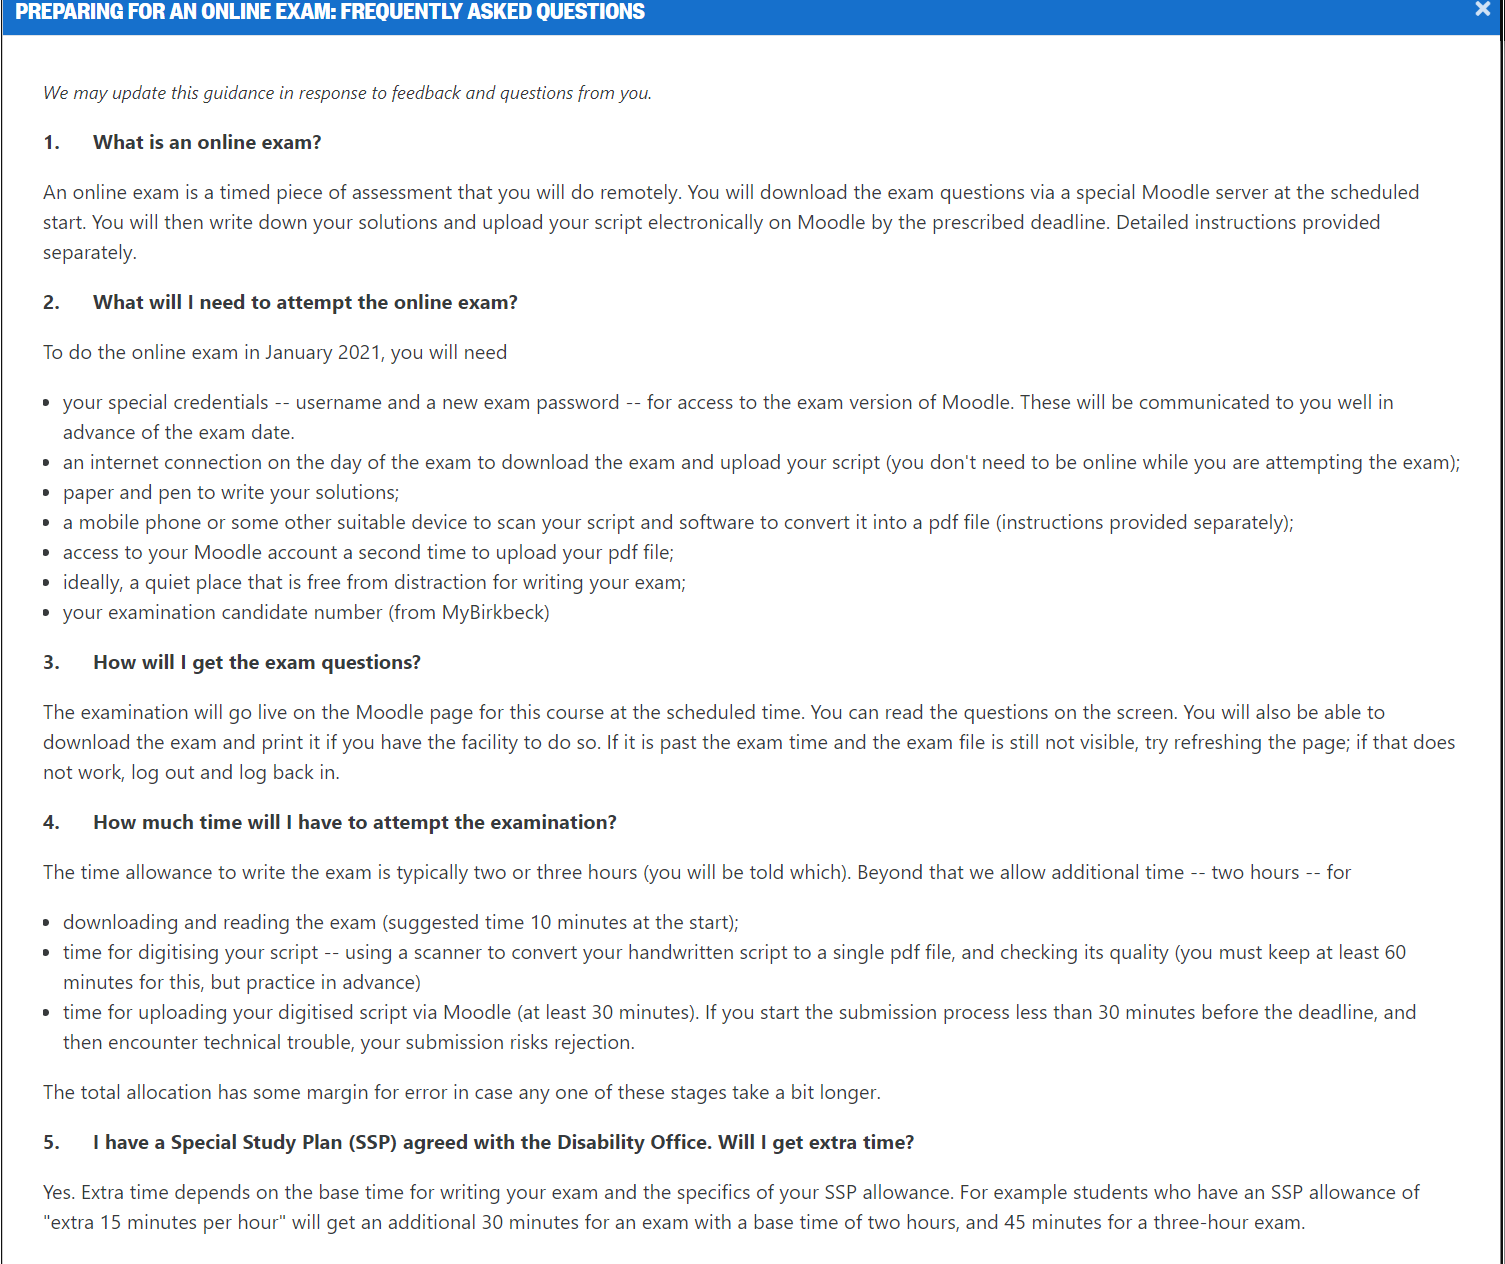 PREPARING FOR AN ONLINE EXAM: FREQUENTLY ASKED QUESTIONS ×
We may update this guidance in response to feedback and questions from you.
1. What is an online exam?
An online exam is a timed piece of assessment that you will do remotely. You will download the exam questions via a special Moodle server at the scheduled
start. You will then write down your solutions and upload your script electronically on Moodle by the prescribed deadline. Detailed instructions provided
separately.
2. What will I need to attempt the online exam?
To do the online exam in January 2021, you will need
• your special credentials -- username and a new exam password -- for access to the exam version of Moodle. These will be communicated to you well in
advance of the exam date.
• an internet connection on the day of the exam to download the exam and upload your script (you don't need to be online while you are attempting the exam);
• paper and pen to write your solutions;
• a mobile phone or some other suitable device to scan your script and software to convert it into a pdf file (instructions provided separately);
• access to your Moodle account a second time to upload your pdf file;
• ideally, a quiet place that is free from distraction for writing your exam;
• your examination candidate number (from MyBirkbeck)
3. How will I get the exam questions?
The examination will go live on the Moodle page for this course at the scheduled time. You can read the questions on the screen. You will also be able to
download the exam and print it if you have the facility to do so. If it is past the exam time and the exam file is still not visible, try refreshing the page; if that does
not work, log out and log back in.
4. How much time will I have to attempt the examination?
The time allowance to write the exam is typically two or three hours (you will be told which). Beyond that we allow additional time -- two hours -- for
• downloading and reading the exam (suggested time 10 minutes at the start);
• time for digitising your script -- using a scanner to convert your handwritten script to a single pdf file, and checking its quality (you must keep at least 60
minutes for this, but practice in advance)
• time for uploading your digitised script via Moodle (at least 30 minutes). If you start the submission process less than 30 minutes before the deadline, and
then encounter technical trouble, your submission risks rejection.
The total allocation has some margin for error in case any one of these stages take a bit longer.
5. I have a Special Study Plan (SSP) agreed with the Disability Office. Will I get extra time?
Yes. Extra time depends on the base time for writing your exam and the specifics of your SSP allowance. For example students who have an SSP allowance of
"extra 15 minutes per hour" will get an additional 30 minutes for an exam with a base time of two hours, and 45 minutes for a three-hour exam.